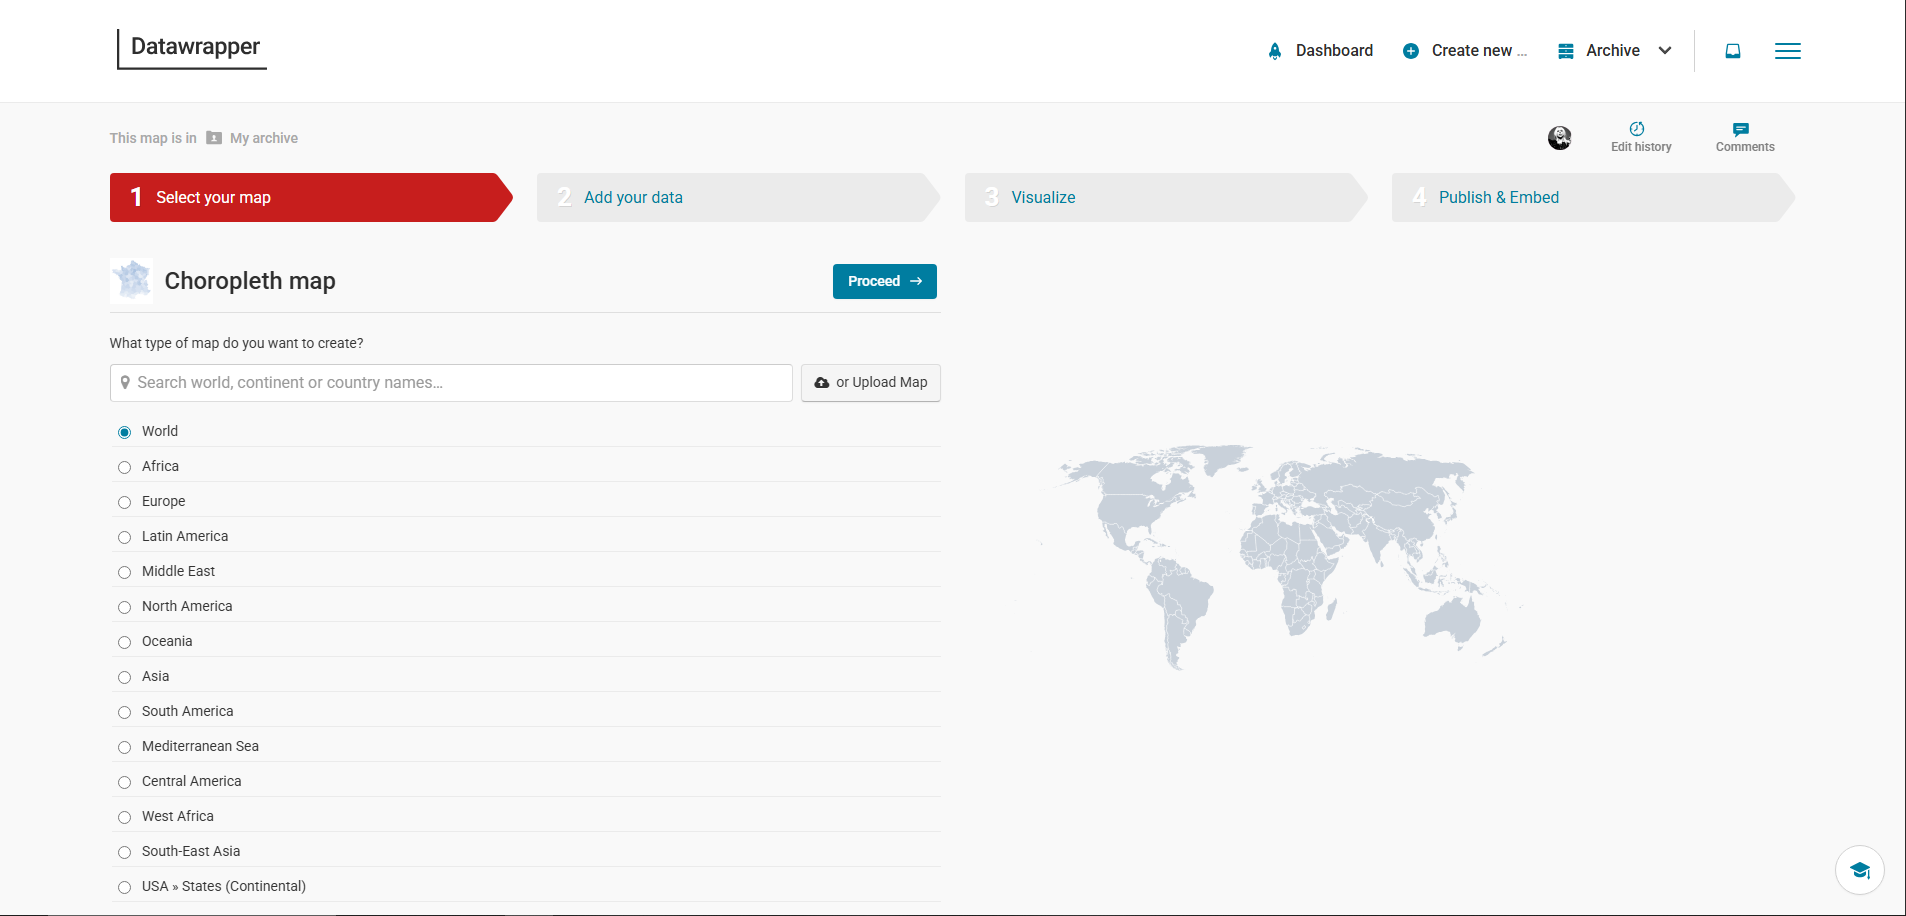 Datawrapper
Dashboard
Create new ...
Archive
This map is in My archive
Edit history
Comments
1 Select your map
2 Add your data
3 Visualize
4 Publish & Embed
Choropleth map
Proceed →
What type of map do you want to create?
Search world, continent or country names...
or Upload Map
World
Africa
Europe
Latin America
Middle East
North America
Oceania
Asia
South America
Mediterranean Sea
Central America
West Africa
South-East Asia
USA » States (Continental)